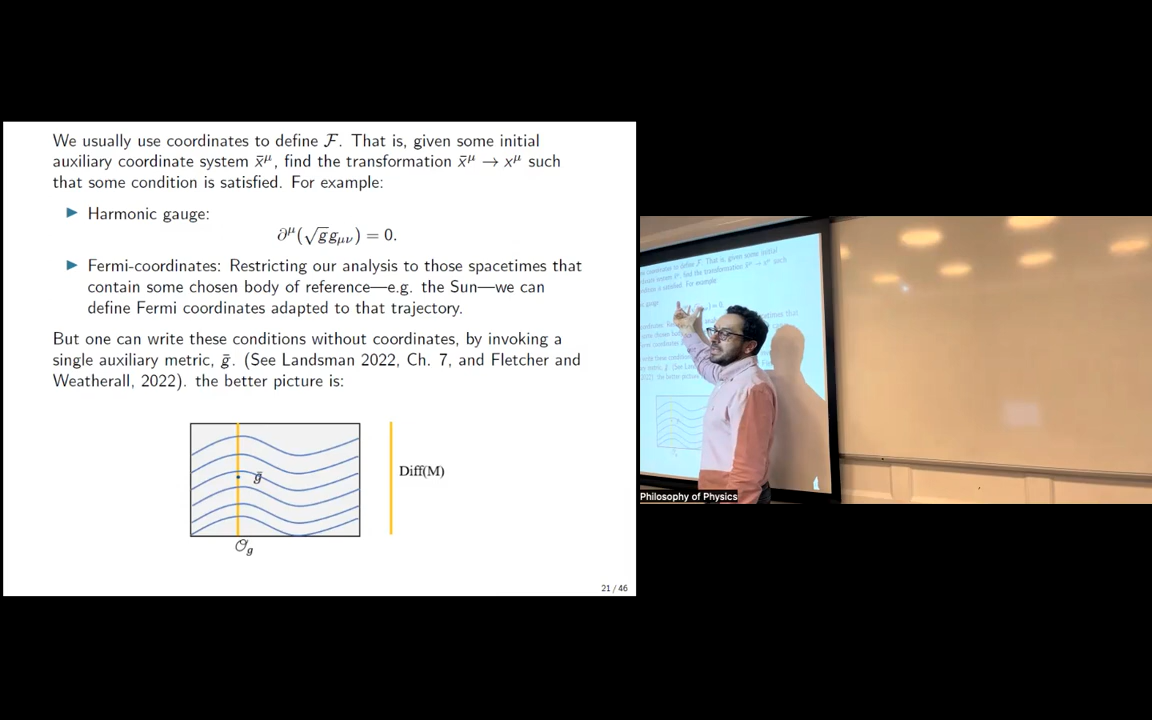 We usually use coordinates to define ℱ. That is, given some initial
auxiliary coordinate system x̄^μ, find the transformation x̄^μ → x^μ such
that some condition is satisfied. For example:
▶ Harmonic gauge:
∂^μ(√g g_μν) = 0.
▶ Fermi-coordinates: Restricting our analysis to those spacetimes that
contain some chosen body of reference—e.g. the Sun—we can
define Fermi coordinates adapted to that trajectory.
But one can write these conditions without coordinates, by invoking a
single auxiliary metric, ḡ. (See Landsman 2022, Ch. 7, and Fletcher and
Weatherall, 2022). the better picture is:
ḡ
Diff(M)
𝒪_g
21 / 46
Philosophy of Physics